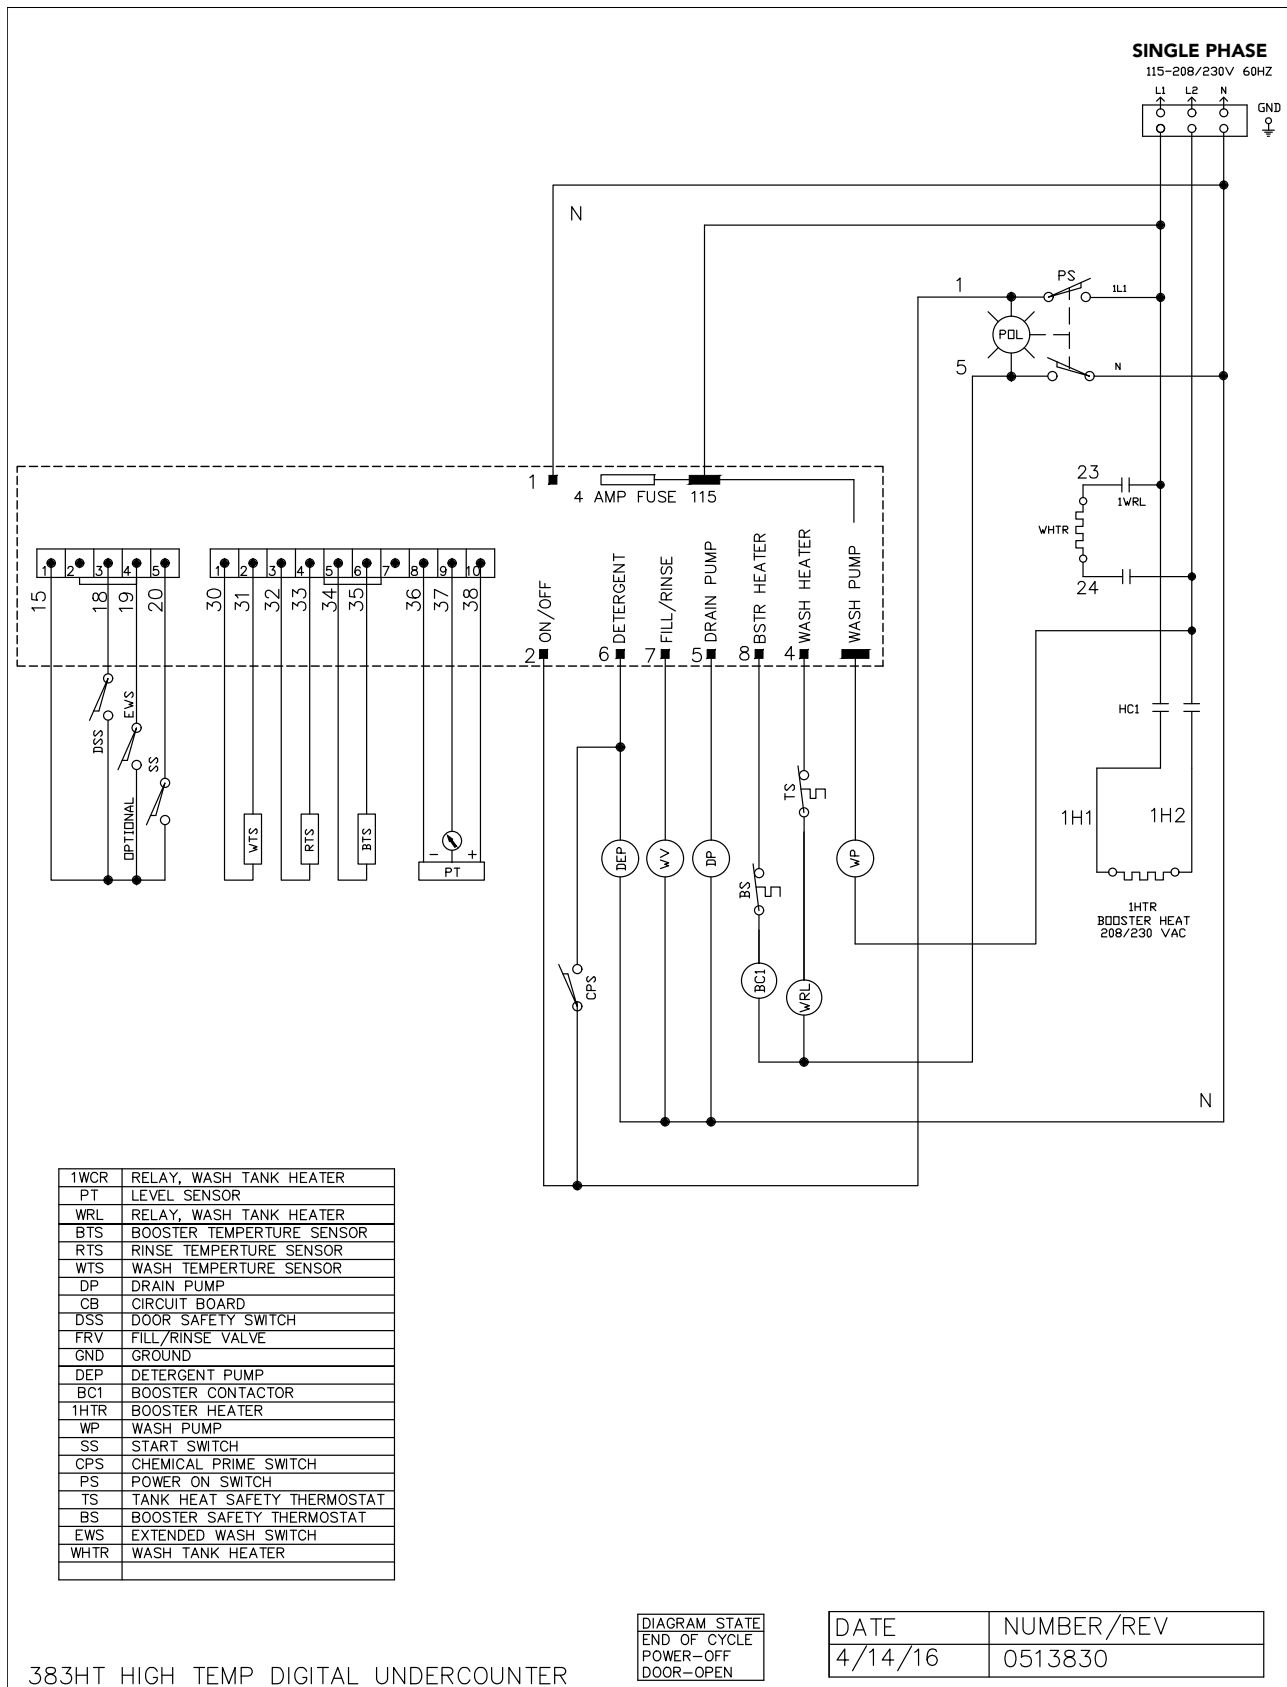 SINGLE PHASE
115-208/230V 60HZ
L1 L2 N
GND
N
1 PS 1L1
POL
5 N
1 4 AMP FUSE 115
23
1WRL
WHTR
24
1 2 3 4 5
1 2 3 4 5 6 7 8 9 10
15 18 19 20
30 31 32 33 34 35 36 37 38
2 ON/OFF
6 DETERGENT
7 FILL/RINSE
5 DRAIN PUMP
8 BSTR HEATER
4 WASH HEATER
WASH PUMP
DSS
EWS
OPTIONAL
SS
WTS
RTS
BTS
- +
PT
HC1
TS
1H1 1H2
DEP WV DP WP
BS
1HTR
BOOSTER HEAT
208/230 VAC
CPS
BC1
WRL
N
1WCR RELAY, WASH TANK HEATER
PT LEVEL SENSOR
WRL RELAY, WASH TANK HEATER
BTS BOOSTER TEMPERTURE SENSOR
RTS RINSE TEMPERTURE SENSOR
WTS WASH TEMPERTURE SENSOR
DP DRAIN PUMP
CB CIRCUIT BOARD
DSS DOOR SAFETY SWITCH
FRV FILL/RINSE VALVE
GND GROUND
DEP DETERGENT PUMP
BC1 BOOSTER CONTACTOR
1HTR BOOSTER HEATER
WP WASH PUMP
SS START SWITCH
CPS CHEMICAL PRIME SWITCH
PS POWER ON SWITCH
TS TANK HEAT SAFETY THERMOSTAT
BS BOOSTER SAFETY THERMOSTAT
EWS EXTENDED WASH SWITCH
WHTR WASH TANK HEATER
DIAGRAM STATE
END OF CYCLE
POWER-OFF
DOOR-OPEN
DATE NUMBER/REV
4/14/16 0513830
383HT HIGH TEMP DIGITAL UNDERCOUNTER